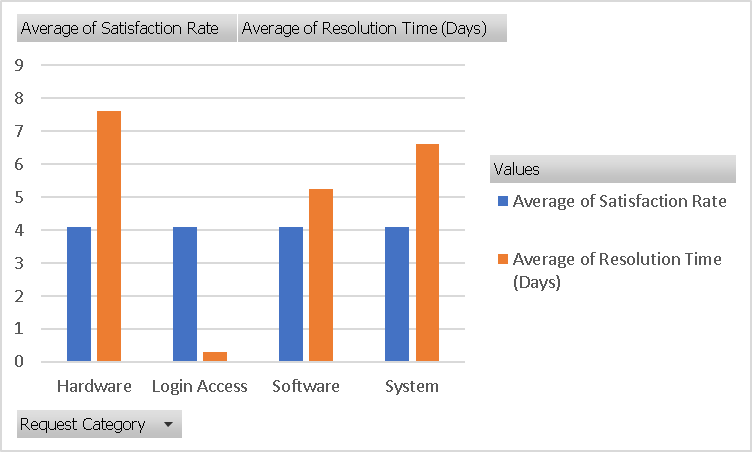 Average of Satisfaction Rate
Average of Resolution Time (Days)
9
8
7
6
5
4
3
2
1
0
Hardware
Login Access
Software
System
Values
Average of Satisfaction Rate
Average of Resolution Time
(Days)
Request Category